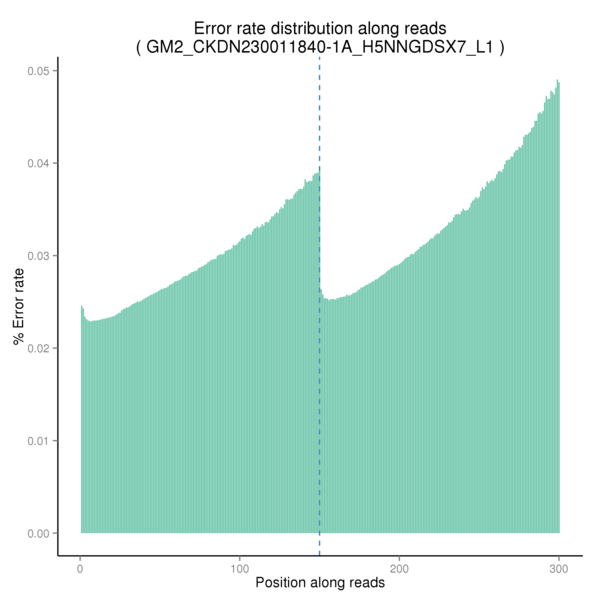 Error rate distribution along reads
( GM2_CKDN230011840-1A_H5NNGDSX7_L1 )
% Error rate
0.05
0.04
0.03
0.02
0.01
0.00
0 100 200 300
Position along reads